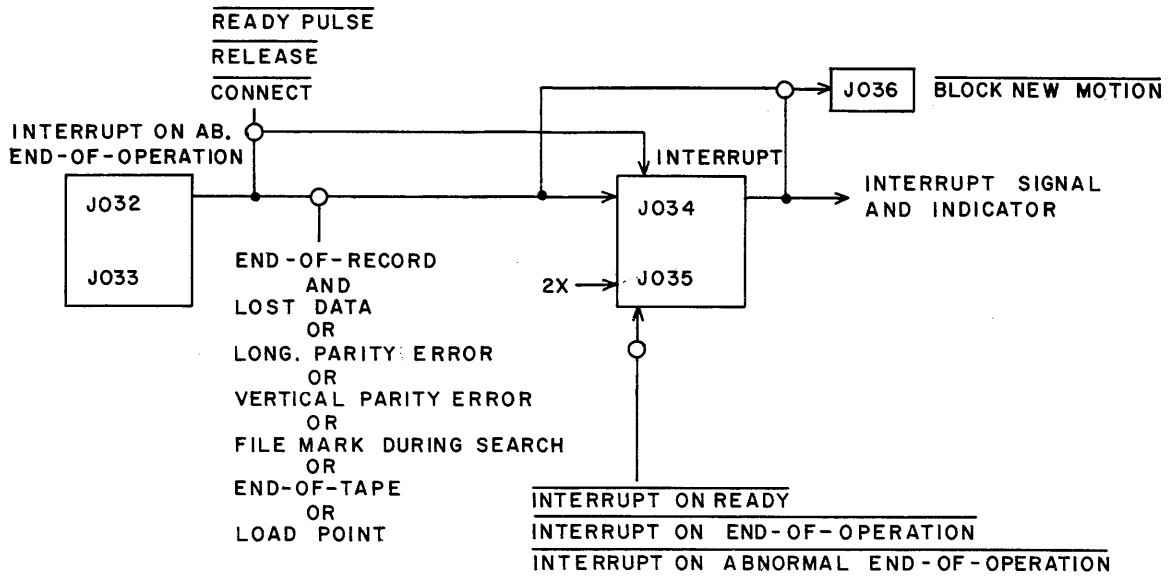 READY PULSE
RELEASE
CONNECT
INTERRUPT ON AB.
END-OF-OPERATION
J032
J033
END-OF-RECORD
AND
LOST DATA
OR
LONG. PARITY ERROR
OR
VERTICAL PARITY ERROR
OR
FILE MARK DURING SEARCH
OR
END-OF-TAPE
OR
LOAD POINT
INTERRUPT
J034
J035
2X
J036
BLOCK NEW MOTION
INTERRUPT SIGNAL
AND INDICATOR
INTERRUPT ON READY
INTERRUPT ON END-OF-OPERATION
INTERRUPT ON ABNORMAL END-OF-OPERATION